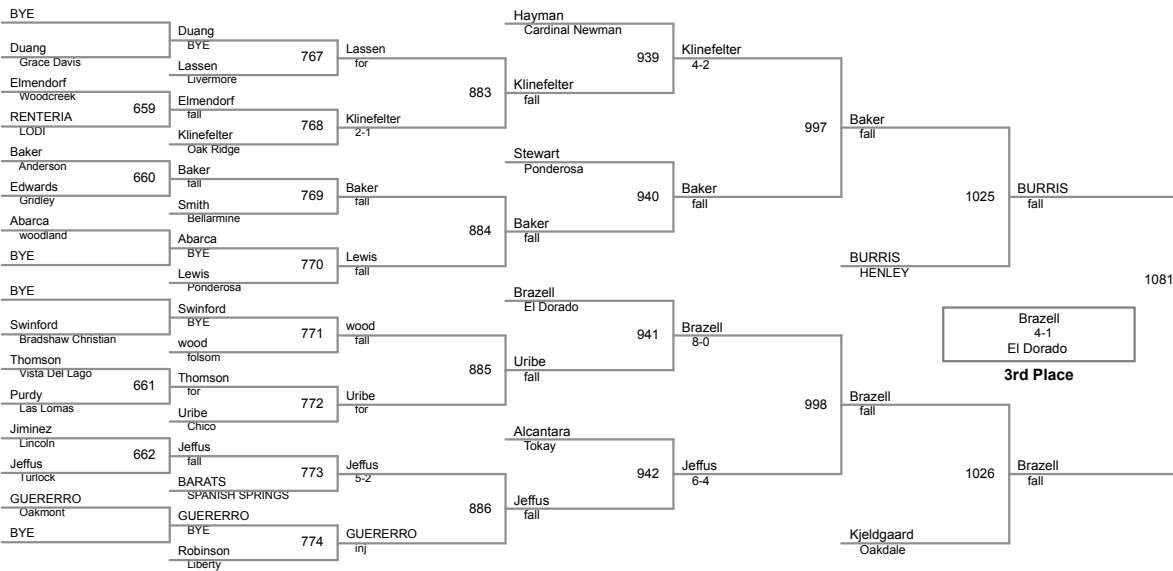 BYE
Duang
Grace Davis
Elmendorf
Woodcreek
659
RENTERIA
LODI
Baker
Anderson
660
Edwards
Gridley
Abarca
woodland
BYE
BYE
Swinford
Bradshaw Christian
Thomson
Vista Del Lago
661
Purdy
Las Lomas
Jiminez
Lincoln
662
Jeffus
Turlock
GUERERRO
Oakmont
BYE
Duang
BYE
767
Lassen
Livermore
Elmendorf
fall
768
Klinefelter
Oak Ridge
Baker
fall
769
Smith
Bellarmine
Abarca
BYE
770
Lewis
Ponderosa
Swinford
BYE
771
wood
folsom
Thomson
for
772
Uribe
Chico
Jeffus
fall
773
BARATS
SPANISH SPRINGS
GUERERRO
BYE
774
Robinson
Liberty
Lassen
for
883
Klinefelter
2-1
Baker
fall
884
Lewis
fall
wood
fall
885
Uribe
for
Jeffus
5-2
886
GUERERRO
inj
Hayman
Cardinal Newman
939
Klinefelter
fall
Stewart
Ponderosa
940
Baker
fall
Brazell
El Dorado
941
Uribe
fall
Alcantara
Tokay
942
Jeffus
fall
Klinefelter
4-2
997
Baker
fall
Brazell
8-0
998
Jeffus
6-4
Baker
fall
1025
BURRIS
HENLEY
Brazell
fall
1026
Kjeldgaard
Oakdale
BURRIS
fall
1081
Brazell
4-1
El Dorado
3rd Place
Brazell
fall